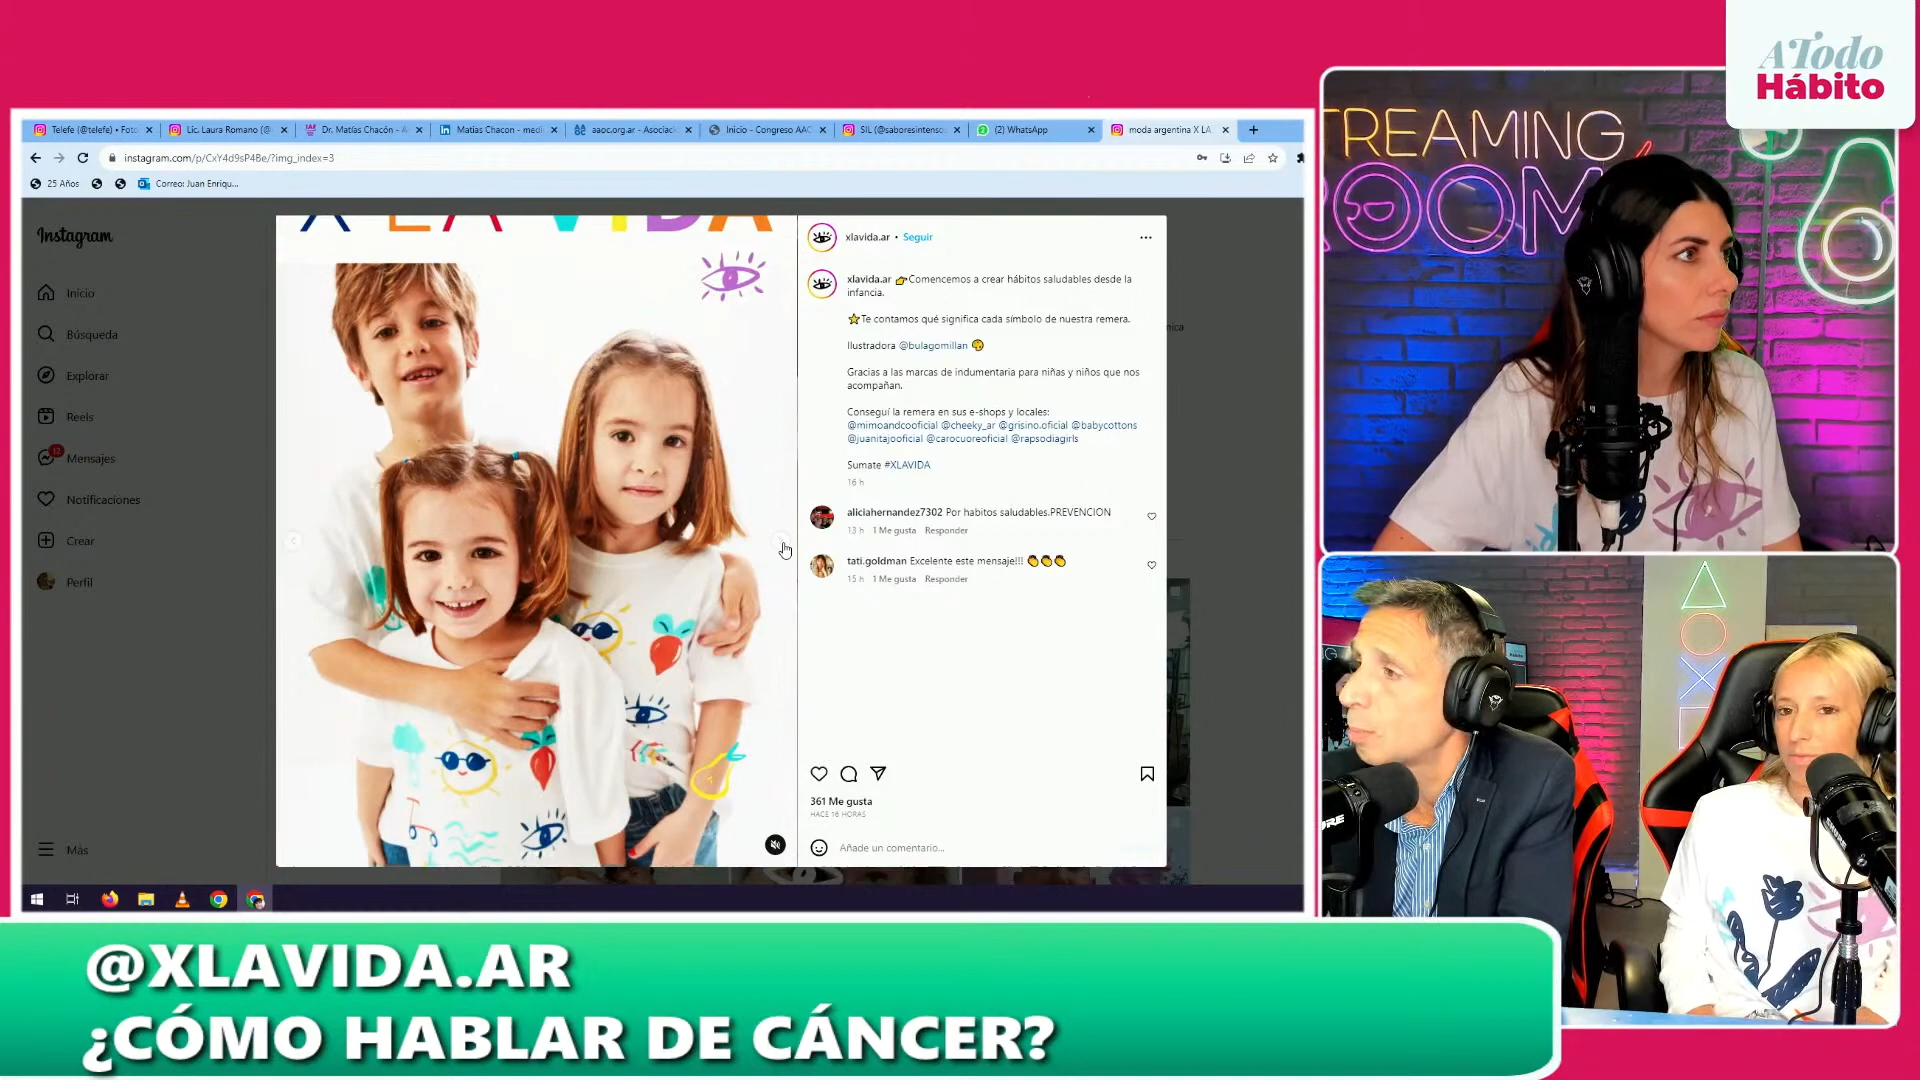 A Todo
Hábito
Telefe (@telefe) • Foto
Lic. Laura Romano (@
Dr. Matías Chacón - A
Matias Chacon - medi
aaoc.org.ar - Asociaci
Inicio - Congreso AAC
SIL (@saboresintenso
(2) WhatsApp
moda argentina X LA
instagram.com/p/CxY4d9sP4Be/?img_index=3
25 Años
Correo: Juan Enriqu...
Instagram
Inicio
Búsqueda
Explorar
Reels
12
Mensajes
Notificaciones
Crear
Perfil
Más
X LA VIDA
xlavida.ar • Seguir
xlavida.ar 👉Comencemos a crear hábitos saludables desde la
infancia.
⭐Te contamos qué significa cada símbolo de nuestra remera.
Ilustradora @bulagomillan
Gracias a las marcas de indumentaria para niñas y niños que nos
acompañan.
Conseguí la remera en sus e-shops y locales:
@mimoandcooficial @cheeky_ar @grisino.oficial @babycottons
@juanitajooficial @carocuoreoficial @rapsodiagirls
Sumate #XLAVIDA
16 h
aliciahernandez7302 Por habitos saludables.PREVENCION
13 h 1 Me gusta Responder
tati.goldman Excelente este mensaje!!! 👏👏👏
15 h 1 Me gusta Responder
361 Me gusta
HACE 16 HORAS
Añade un comentario...
STREAMING
ROOM
@XLAVIDA.AR
¿CÓMO HABLAR DE CÁNCER?